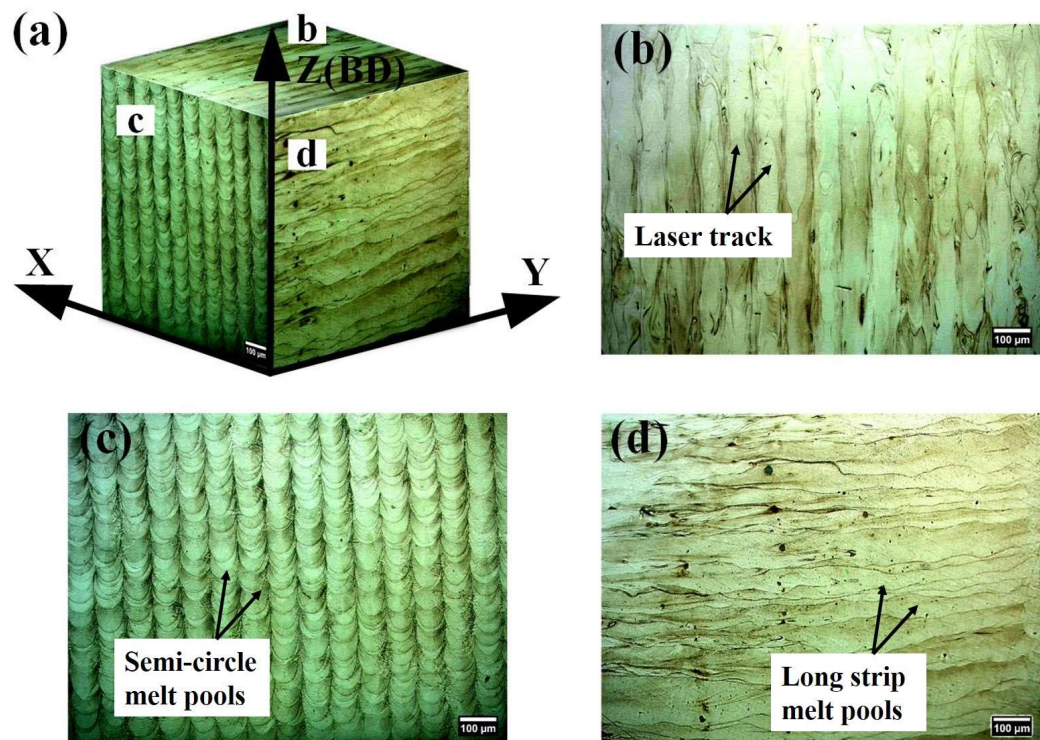 (a)
b
Z(BD)
c
d
X
Y
100 µm
(b)
Laser track
100 µm
(c)
Semi-circle
melt pools
100 µm
(d)
Long strip
melt pools
100 µm